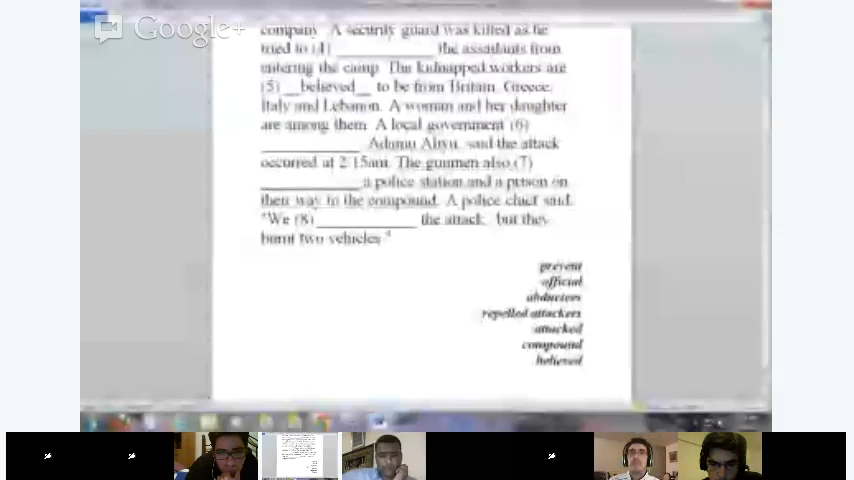 Google+
company. A security guard was killed as he
tried to (4) ____________ the assailants from
entering the camp. The kidnapped workers are
(5) __believed__ to be from Britain, Greece,
Italy and Lebanon. A woman and her daughter
are among them. A local government (6)
____________, Adamu Aliyu, said the attack
occurred at 2.15am. The gunmen also (7)
____________ a police station and a prison on
their way to the compound. A police chief said:
"We (8) ____________ the attack, but they
burnt two vehicles."
prevent
official
abductees
repelled attackers
attacked
compound
believed